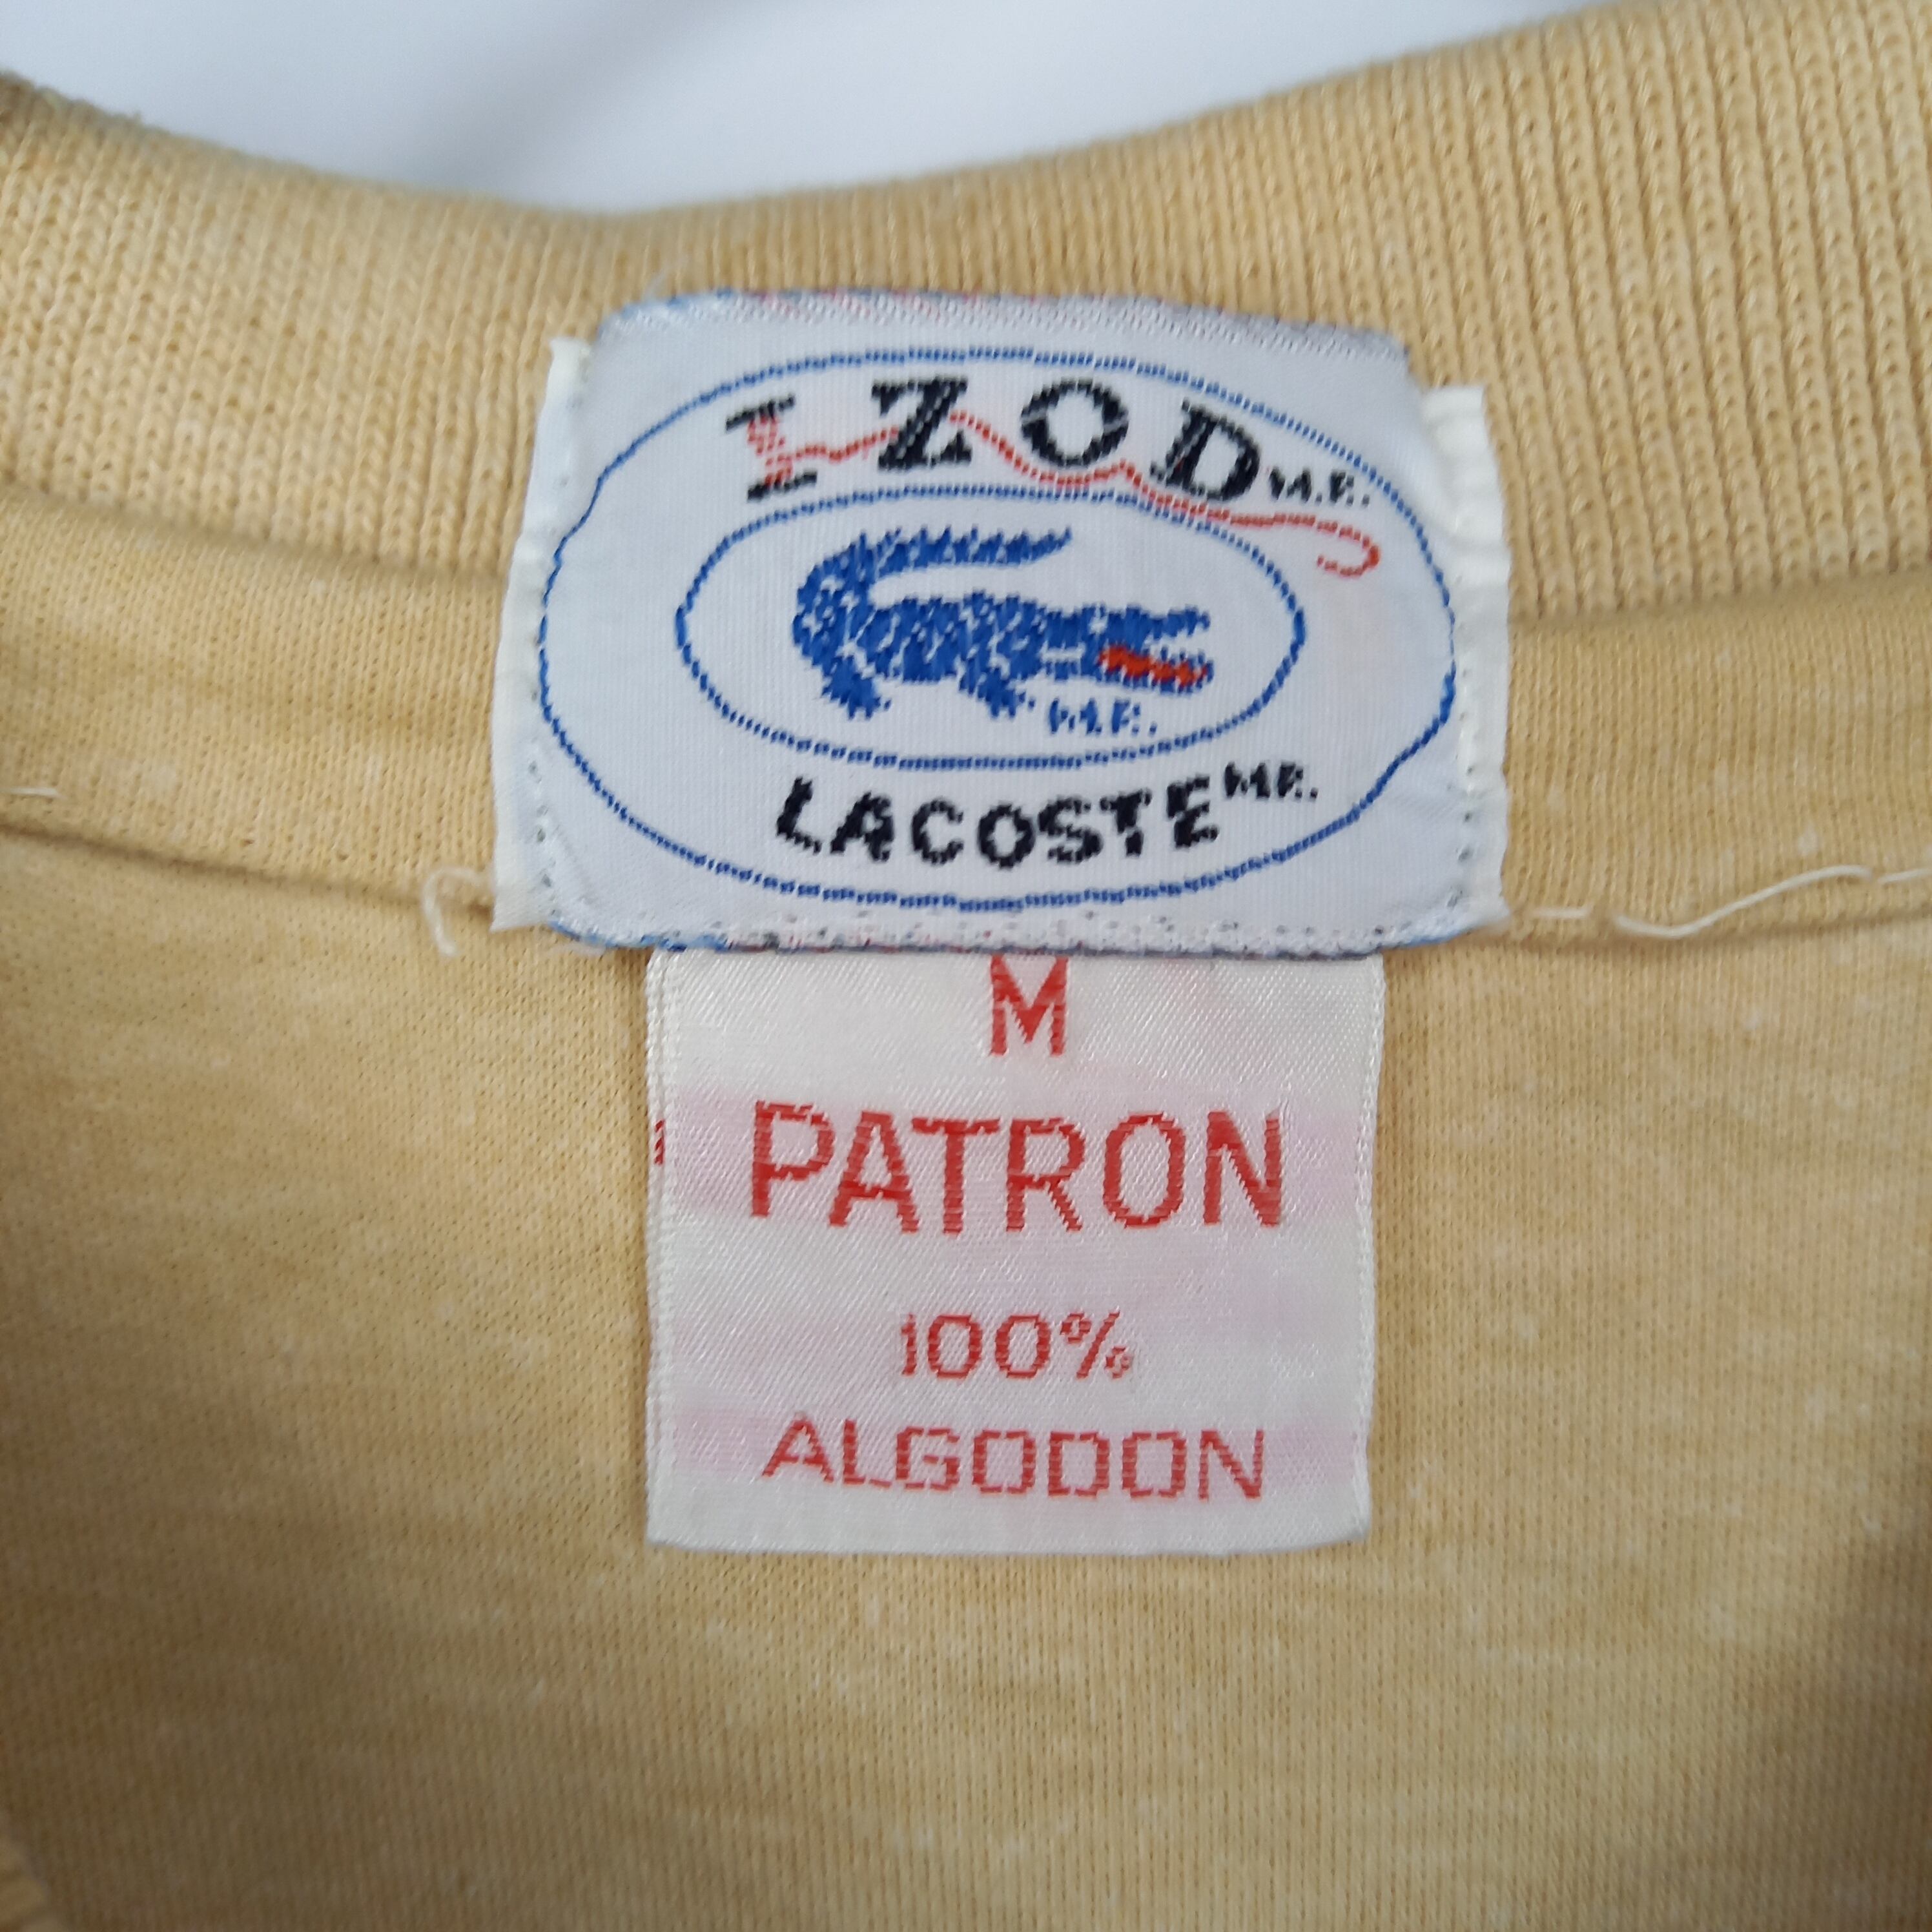 IZOD M.R.
M.R.
LACOSTE M.R.
M
PATRON
100%
ALGODON